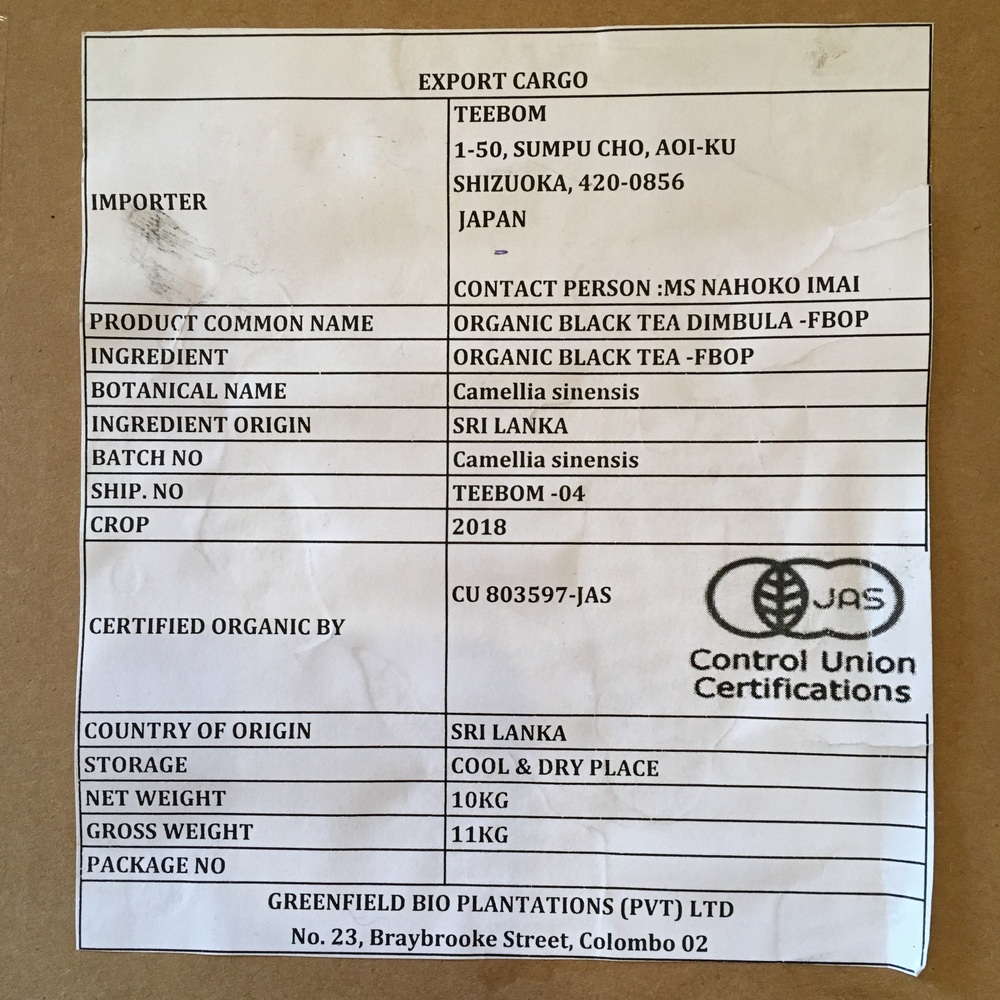 EXPORT CARGO
IMPORTER
TEEBOM
1-50, SUMPU CHO, AOI-KU
SHIZUOKA, 420-0856
JAPAN
CONTACT PERSON :MS NAHOKO IMAI
PRODUCT COMMON NAME ORGANIC BLACK TEA DIMBULA -FBOP
INGREDIENT ORGANIC BLACK TEA -FBOP
BOTANICAL NAME Camellia sinensis
INGREDIENT ORIGIN SRI LANKA
BATCH NO Camellia sinensis
SHIP. NO TEEBOM -04
CROP 2018
CERTIFIED ORGANIC BY
CU 803597-JAS
JAS
Control Union
Certifications
COUNTRY OF ORIGIN SRI LANKA
STORAGE COOL & DRY PLACE
NET WEIGHT 10KG
GROSS WEIGHT 11KG
PACKAGE NO
GREENFIELD BIO PLANTATIONS (PVT) LTD
No. 23, Braybrooke Street, Colombo 02